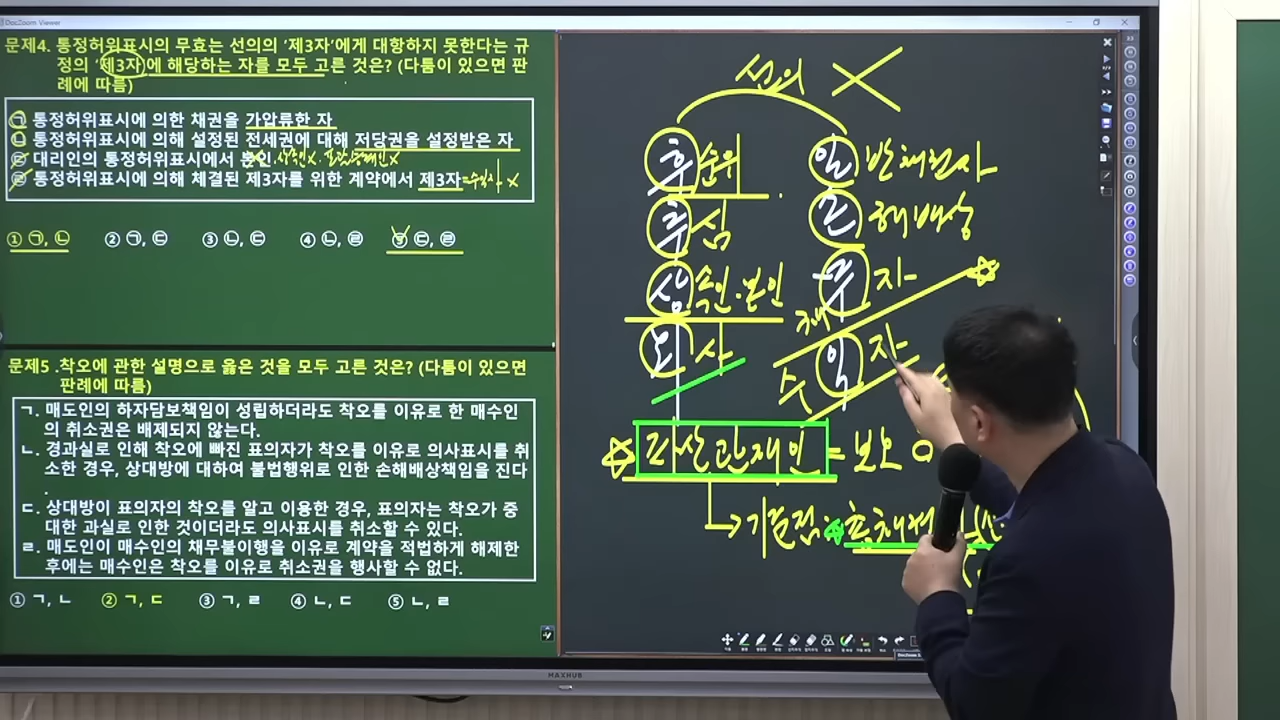 DocZoom Viewer
문제4. 통정허위표시의 무효는 선의의 '제3자'에게 대항하지 못한다는 규
정의 '제3자'에 해당하는 자를 모두 고른 것은? (다툼이 있으면 판
례에 따름)
㉠ 통정허위표시에 의한 채권을 가압류한 자
㉡ 통정허위표시에 의해 설정된 전세권에 대해 저당권을 설정받은 자
㉢ 대리인의 통정허위표시에서 본인
㉣ 통정허위표시에 의해 체결된 제3자를 위한 계약에서 제3자=수익자 X
① ㉠, ㉡ ② ㉠, ㉢ ③ ㉡, ㉢ ④ ㉡, ㉣ ⑤ ㉢, ㉣
문제5 .착오에 관한 설명으로 옳은 것을 모두 고른 것은? (다툼이 있으면
판례에 따름)
ㄱ. 매도인의 하자담보책임이 성립하더라도 착오를 이유로 한 매수인
의 취소권은 배제되지 않는다.
ㄴ. 경과실로 인해 착오에 빠진 표의자가 착오를 이유로 의사표시를 취
소한 경우, 상대방에 대하여 불법행위로 인한 손해배상책임을 진다
.
ㄷ. 상대방이 표의자의 착오를 알고 이용한 경우, 표의자는 착오가 중
대한 과실로 인한 것이더라도 의사표시를 취소할 수 있다.
ㄹ. 매도인이 매수인의 채무불이행을 이유로 계약을 적법하게 해제한
후에는 매수인은 착오를 이유로 취소권을 행사할 수 없다.
① ㄱ, ㄴ ② ㄱ, ㄷ ③ ㄱ, ㄹ ④ ㄴ, ㄷ ⑤ ㄴ, ㄹ
선의 X
후순위
추심
상속인·본인
일반채권자
손해배상
주자
수익자
파산관재인 = 보호 O
MAXHUB